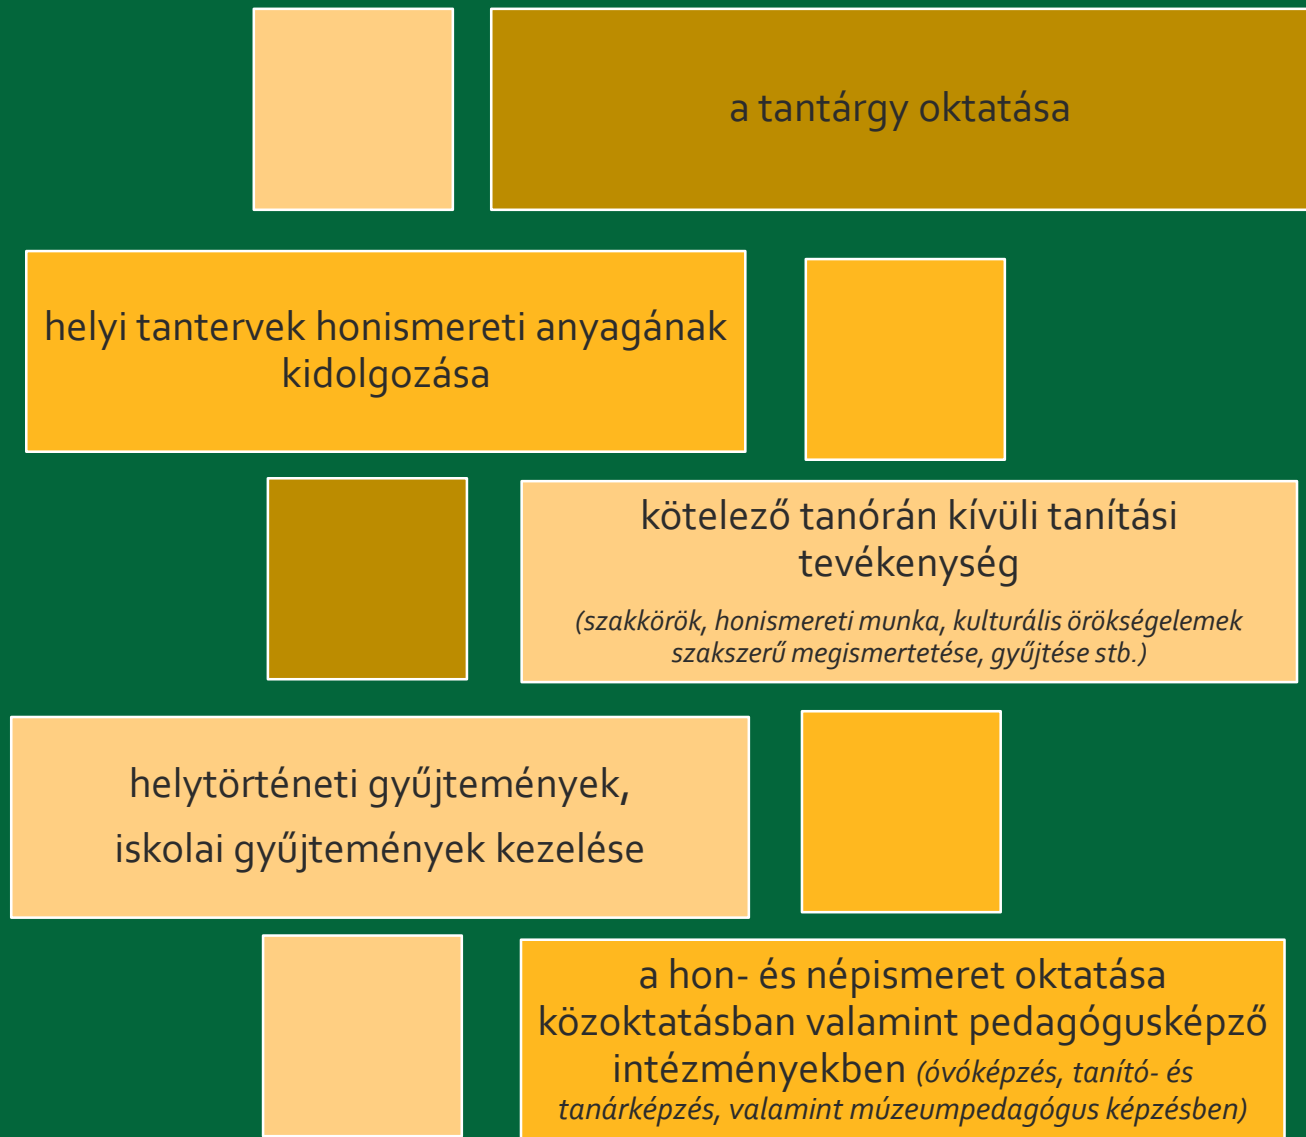 a tantárgy oktatása
helyi tantervek honismereti anyagának
kidolgozása
kötelező tanórán kívüli tanítási
tevékenység
(szakkörök, honismereti munka, kulturális örökségelemek
szakszerű megismertetése, gyűjtése stb.)
helytörténeti gyűjtemények,
iskolai gyűjtemények kezelése
a hon- és népismeret oktatása
közoktatásban valamint pedagógusképző
intézményekben (óvóképzés, tanító- és
tanárképzés, valamint múzeumpedagógus képzésben)